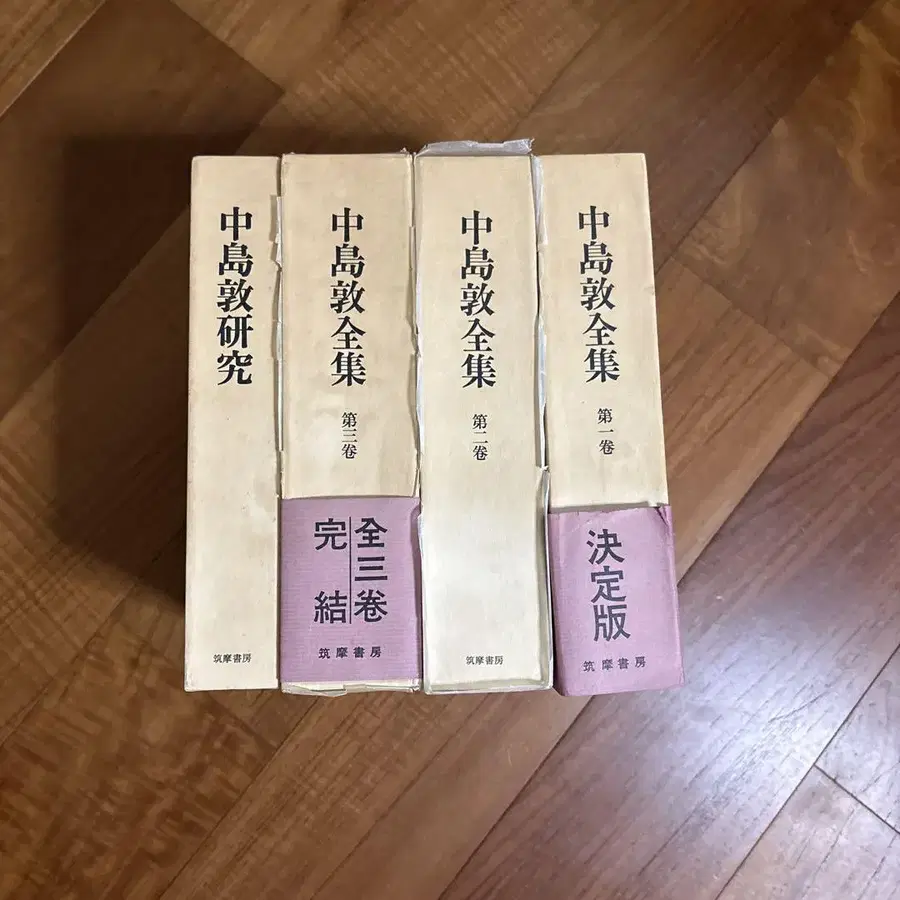 中島敦研究
筑摩書房
中島敦全集
第三卷
全三卷
完結
筑摩書房
中島敦全集
第二卷
筑摩書房
中島敦全集
第一卷
決定版
筑摩書房